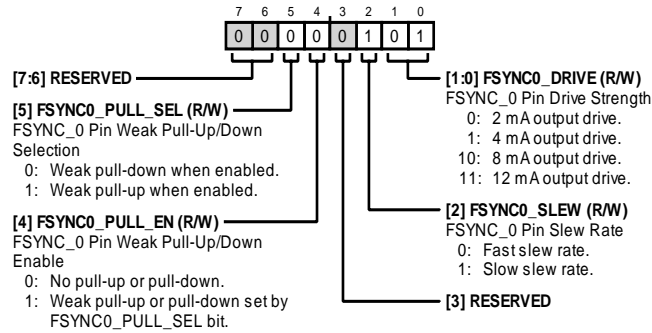 7 6 5 4 3 2 1 0
0 0 0 0 0 1 0 1
[7:6] RESERVED
[5] FSYNC0_PULL_SEL (R/W)
FSYNC_0 Pin Weak Pull-Up/Down
Selection
0: Weak pull-down when enabled.
1: Weak pull-up when enabled.
[4] FSYNC0_PULL_EN (R/W)
FSYNC_0 Pin Weak Pull-Up/Down
Enable
0: No pull-up or pull-down.
1: Weak pull-up or pull-down set by
FSYNC0_PULL_SEL bit.
[1:0] FSYNC0_DRIVE (R/W)
FSYNC_0 Pin Drive Strength
0: 2 mA output drive.
1: 4 mA output drive.
10: 8 mA output drive.
11: 12 mA output drive.
[2] FSYNC0_SLEW (R/W)
FSYNC_0 Pin Slew Rate
0: Fast slew rate.
1: Slow slew rate.
[3] RESERVED